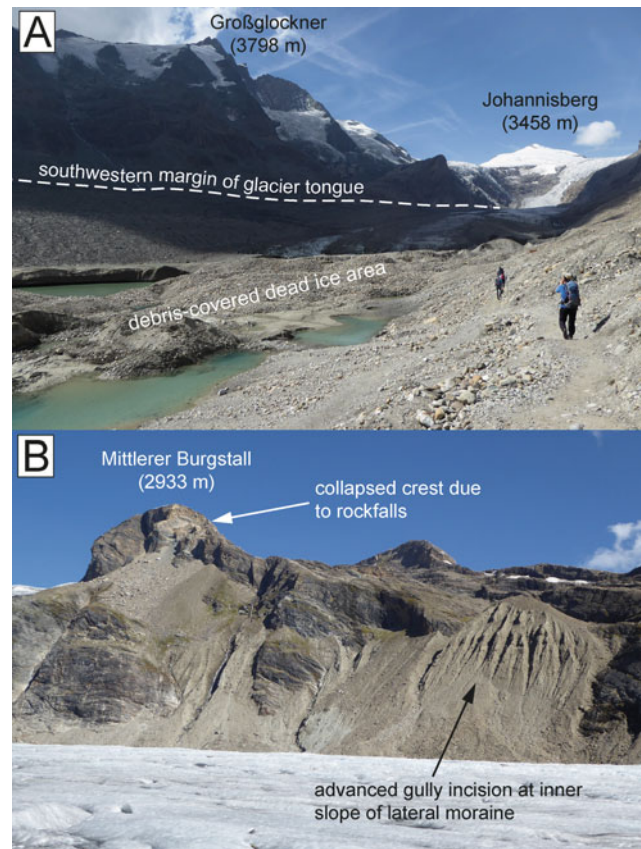 A
Großglockner
(3798 m)
Johannisberg
(3458 m)
southwestern margin of glacier tongue
debris-covered dead ice area
B
Mittlerer Burgstall
(2933 m)
collapsed crest due
to rockfalls
advanced gully incision at inner
slope of lateral moraine